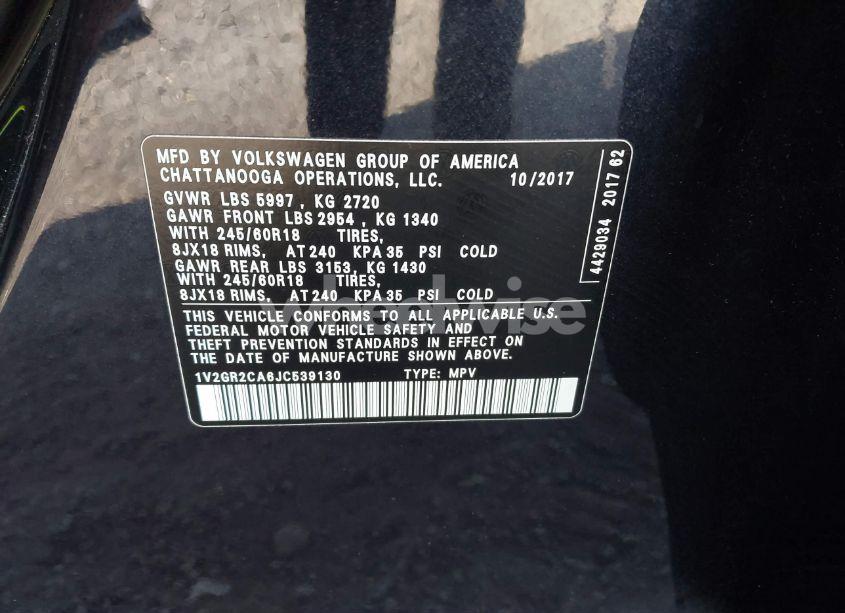 MFD BY VOLKSWAGEN GROUP OF AMERICA
CHATTANOOGA OPERATIONS, LLC. 10/2017
GVWR LBS 5997, KG 2720
GAWR FRONT LBS 2954, KG 1340
WITH 245/60R18 TIRES,
8JX18 RIMS, AT 240 KPA 35 PSI COLD
GAWR REAR LBS 3153, KG 1430
WITH 245/60R18 TIRES,
8JX18 RIMS, AT 240 KPA 35 PSI COLD
THIS VEHICLE CONFORMS TO ALL APPLICABLE U.S.
FEDERAL MOTOR VEHICLE SAFETY AND
THEFT PREVENTION STANDARDS IN EFFECT ON
THE DATE OF MANUFACTURE SHOWN ABOVE.
1V2GR2CA6JC539130 TYPE: MPV
4429034 2017 62
wheelwise